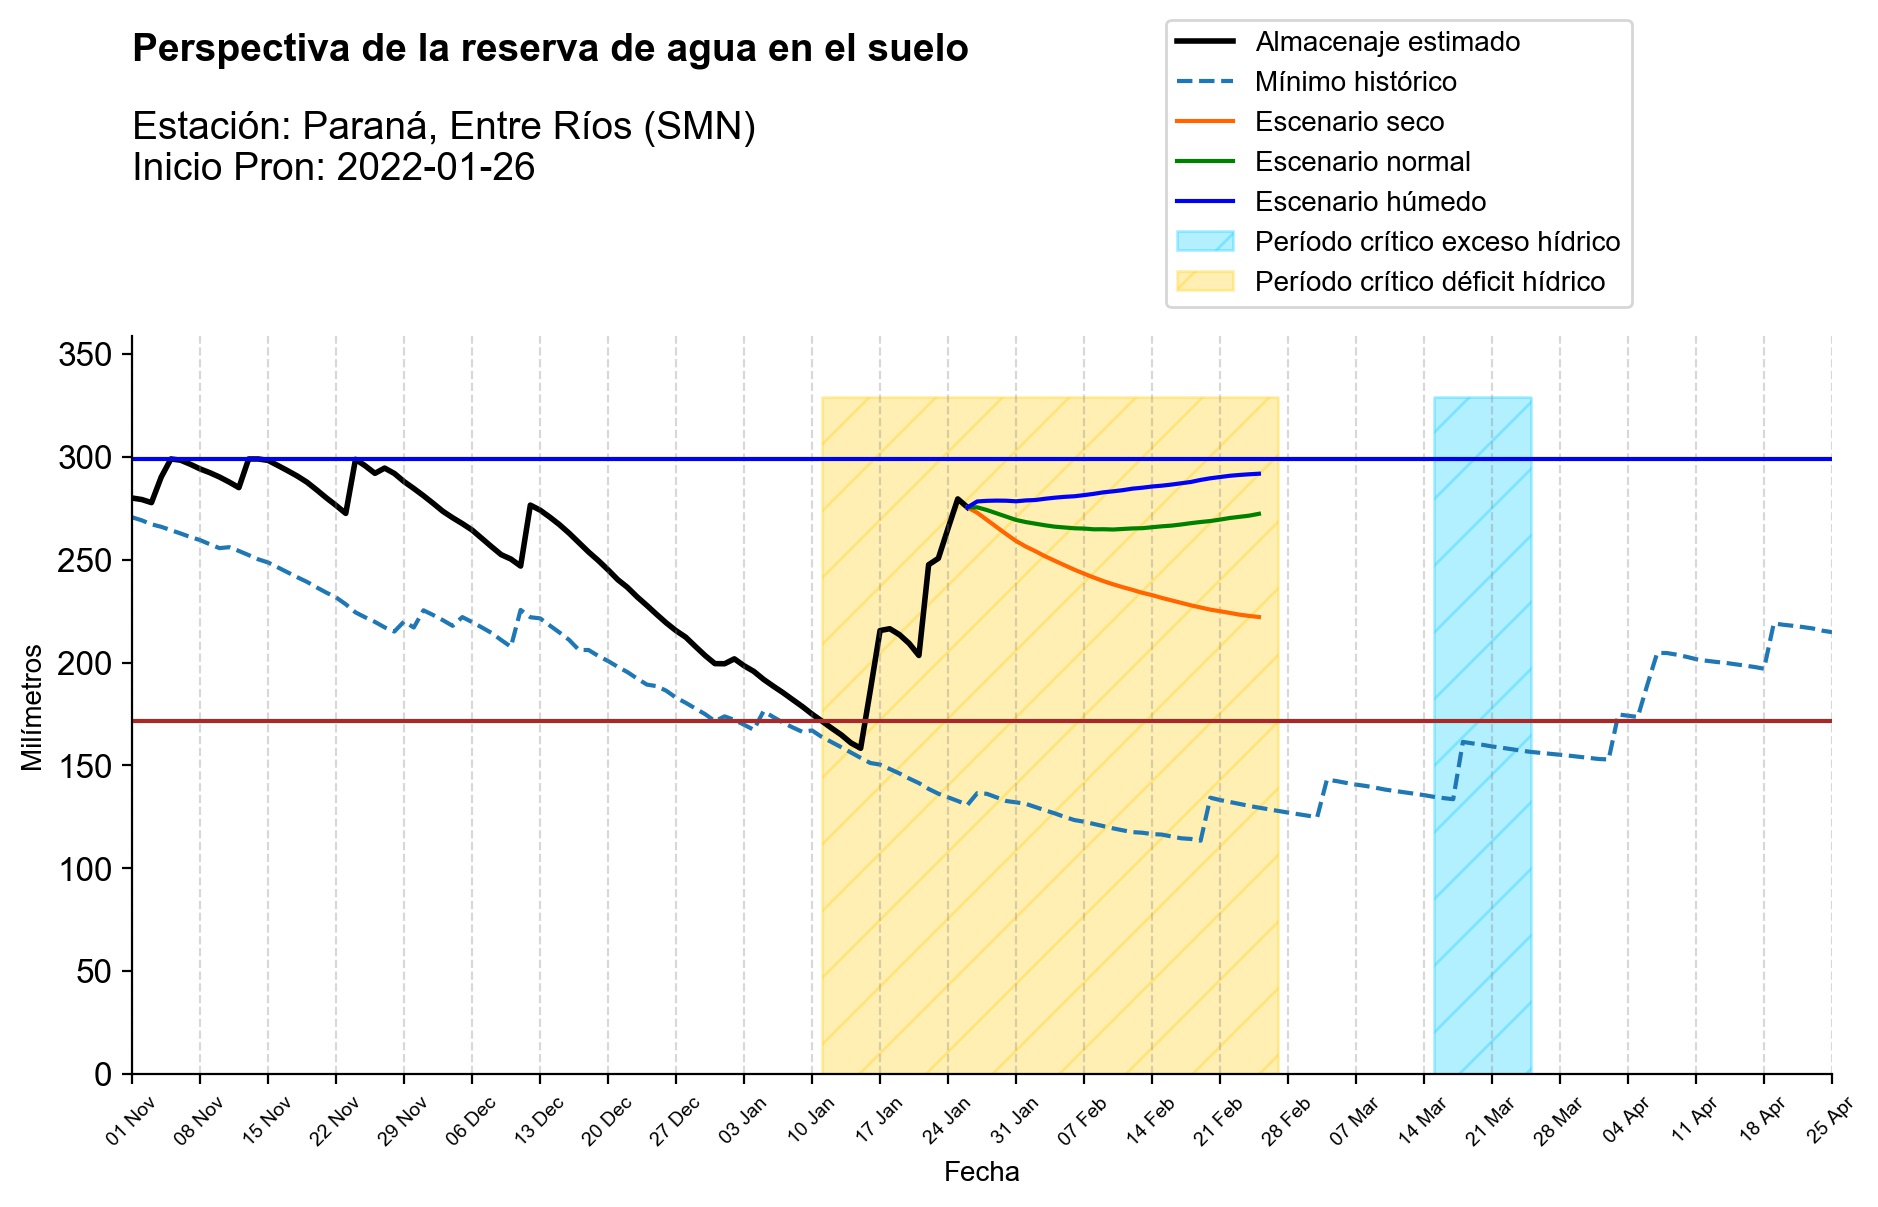 Perspectiva de la reserva de agua en el suelo
Estación: Paraná, Entre Ríos (SMN)
Inicio Pron: 2022-01-26
Almacenaje estimado
Mínimo histórico
Escenario seco
Escenario normal
Escenario húmedo
Período crítico exceso hídrico
Período crítico déficit hídrico
350
300
250
200
150
100
50
0
Milímetros
01 Nov
08 Nov
15 Nov
22 Nov
29 Nov
06 Dec
13 Dec
20 Dec
27 Dec
03 Jan
10 Jan
17 Jan
24 Jan
31 Jan
07 Feb
14 Feb
21 Feb
28 Feb
07 Mar
14 Mar
21 Mar
28 Mar
04 Apr
11 Apr
18 Apr
25 Apr
Fecha